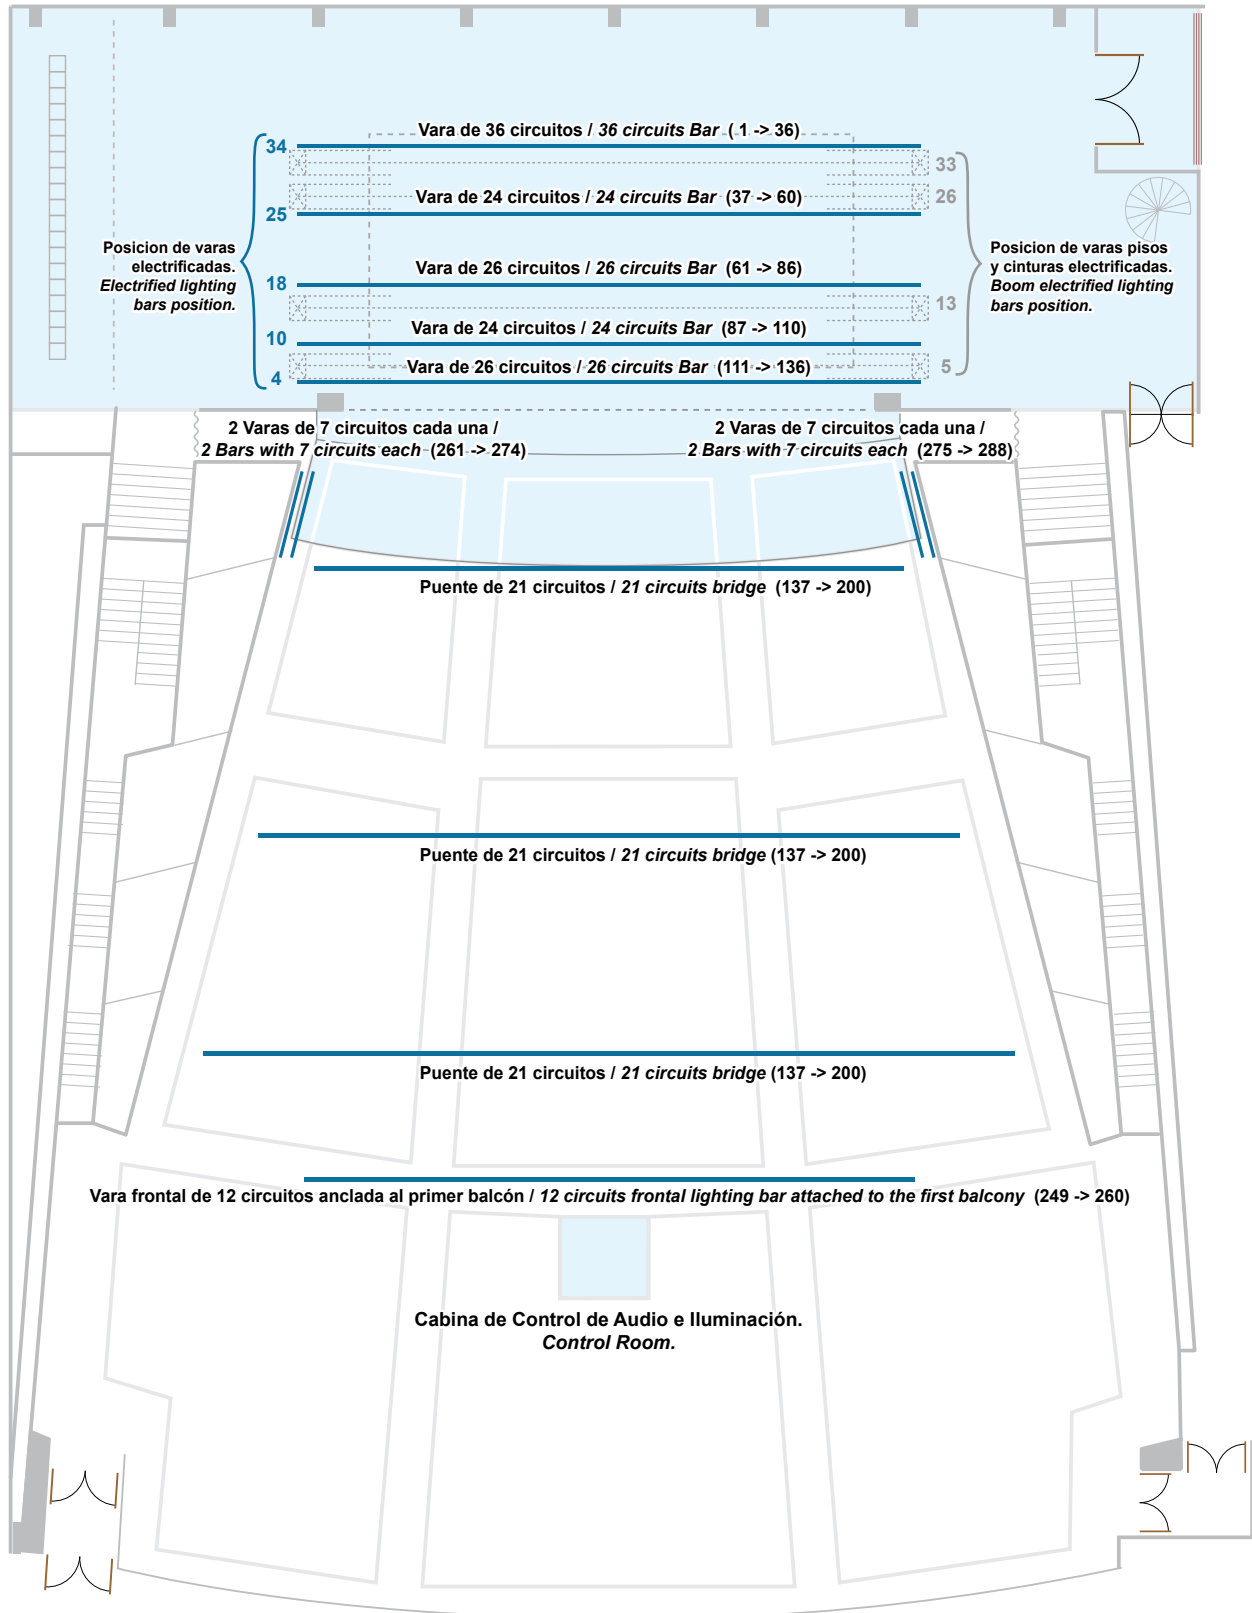 Vara de 36 circuitos / 36 circuits Bar ( 1 -> 36)
34
33
Vara de 24 circuitos / 24 circuits Bar (37 -> 60)
26
25
Posicion de varas
electrificadas.
Electrified lighting
bars position.
Posicion de varas pisos
y cinturas electrificadas.
Boom electrified lighting
bars position.
Vara de 26 circuitos / 26 circuits Bar (61 -> 86)
18
13
Vara de 24 circuitos / 24 circuits Bar (87 -> 110)
10
Vara de 26 circuitos / 26 circuits Bar (111 -> 136)
5
4
2 Varas de 7 circuitos cada una /
2 Bars with 7 circuits each (261 -> 274)
2 Varas de 7 circuitos cada una /
2 Bars with 7 circuits each (275 -> 288)
Puente de 21 circuitos / 21 circuits bridge (137 -> 200)
Puente de 21 circuitos / 21 circuits bridge (137 -> 200)
Puente de 21 circuitos / 21 circuits bridge (137 -> 200)
Vara frontal de 12 circuitos anclada al primer balcón / 12 circuits frontal lighting bar attached to the first balcony (249 -> 260)
Cabina de Control de Audio e Iluminación.
Control Room.